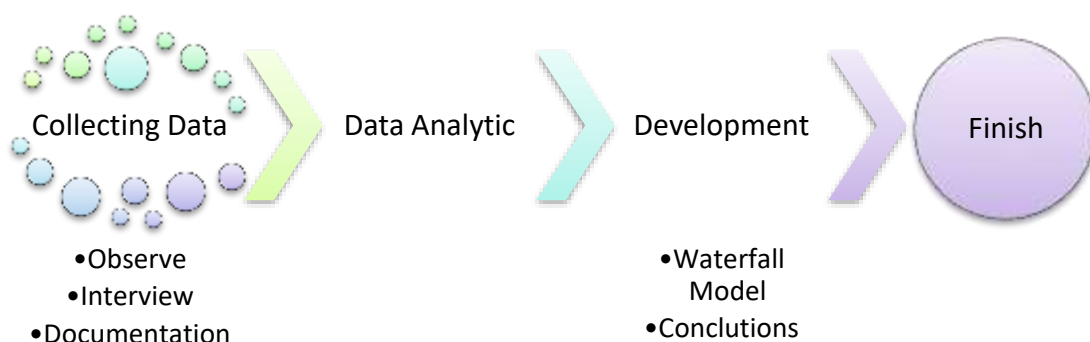 Collecting Data
Data Analytic
Development
Finish
•Observe
•Interview
•Documentation
•Waterfall
Model
•Conclutions